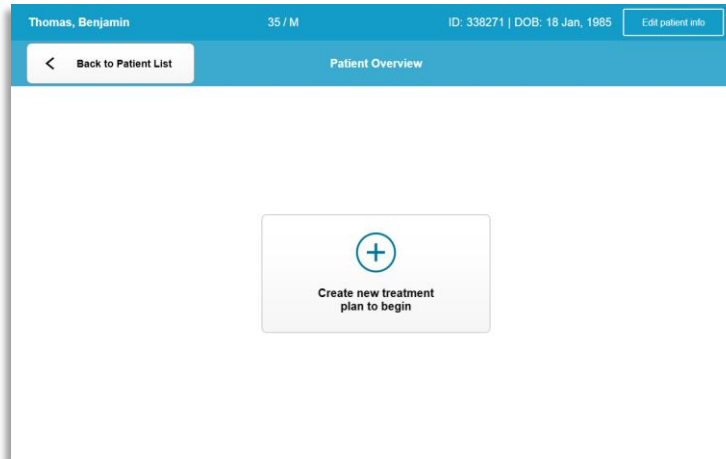 Thomas, Benjamin 35 / M ID: 338271 | DOB: 18 Jan, 1985 Edit patient info
Back to Patient List Patient Overview
Create new treatment
plan to begin